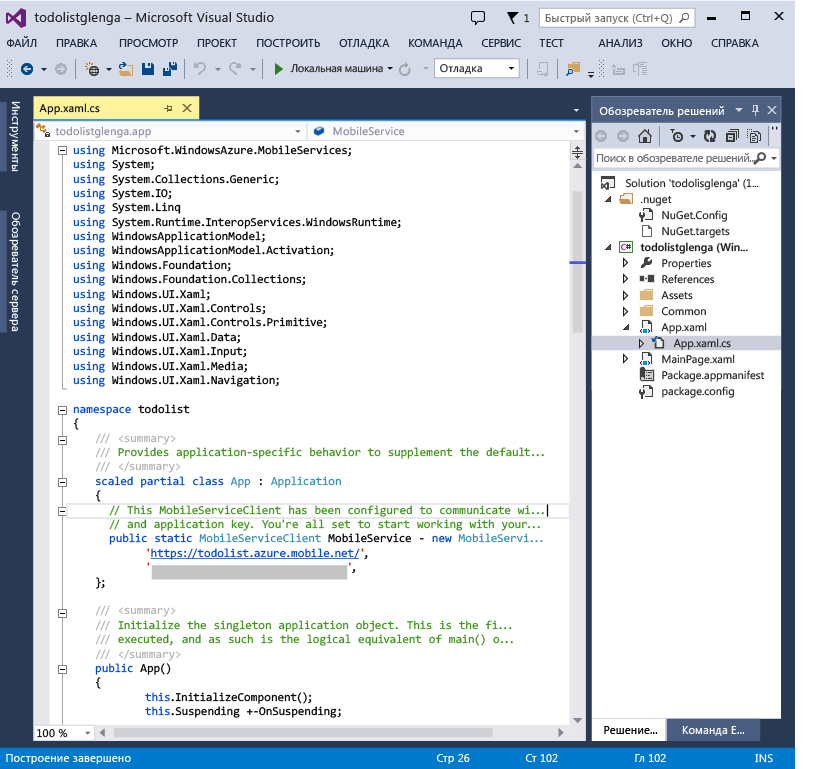 todolistglenga – Microsoft Visual Studio
1
Быстрый запуск (Ctrl+Q)
ФАЙЛ ПРАВКА ПРОСМОТР ПРОЕКТ ПОСТРОИТЬ ОТЛАДКА КОМАНДА СЕРВИС ТЕСТ АНАЛИЗ ОКНО СПРАВКА
Локальная машина
Отладка
Инструменты
Обозреватель сервера
App.xaml.cs
todolistglenga.app
MobileService
using Microsoft.WindowsAzure.MobileServices;
using System;
using System.Collections.Generic;
using System.IO;
using System.Linq
using System.Runtime.InteropServices.WindowsRuntime;
using WindowsApplicationModel;
using WindowsApplicationModel.Activation;
using Windows.Foundation;
using Windows.Foundation.Collections;
using Windows.UI.Xaml;
using Windows.UI.Xaml.Controls;
using Windows.UI.Xaml.Controls.Primitive;
using Windows.UI.Xaml.Data;
using Windows.UI.Xaml.Input;
using Windows.UI.Xaml.Media;
using Windows.UI.Xaml.Navigation;
namespace todolist
{
/// <summary>
/// Provides application-specific behavior to supplement the default...
/// </summary>
scaled partial class App : Application
{
// This MobileServiceClient has been configured to communicate wi...
// and application key. You're all set to start working with your...
public static MobileServiceClient MobileService - new MobileServi...
'https://todolist.azure.mobile.net/',
' ',
};
/// <summary>
/// Initialize the singleton application object. This is the fi...
/// executed, and as such is the logical equivalent of main() o...
/// </summary>
public App()
{
this.InitializeComponent();
this.Suspending +-OnSuspending;
100 %
Обозреватель решений
Поиск в обозревателе решений...
Solution 'todolisglenga' (1...
.nuget
NuGet.Config
NuGet.targets
C# todolistglenga (Win...
Properties
References
Assets
Common
App.xaml
App.xaml.cs
MainPage.xaml
Package.appmanifest
package.config
Решение...
Команда Е...
Построение завершено
Стр 26
Ст 102
Гл 102
INS